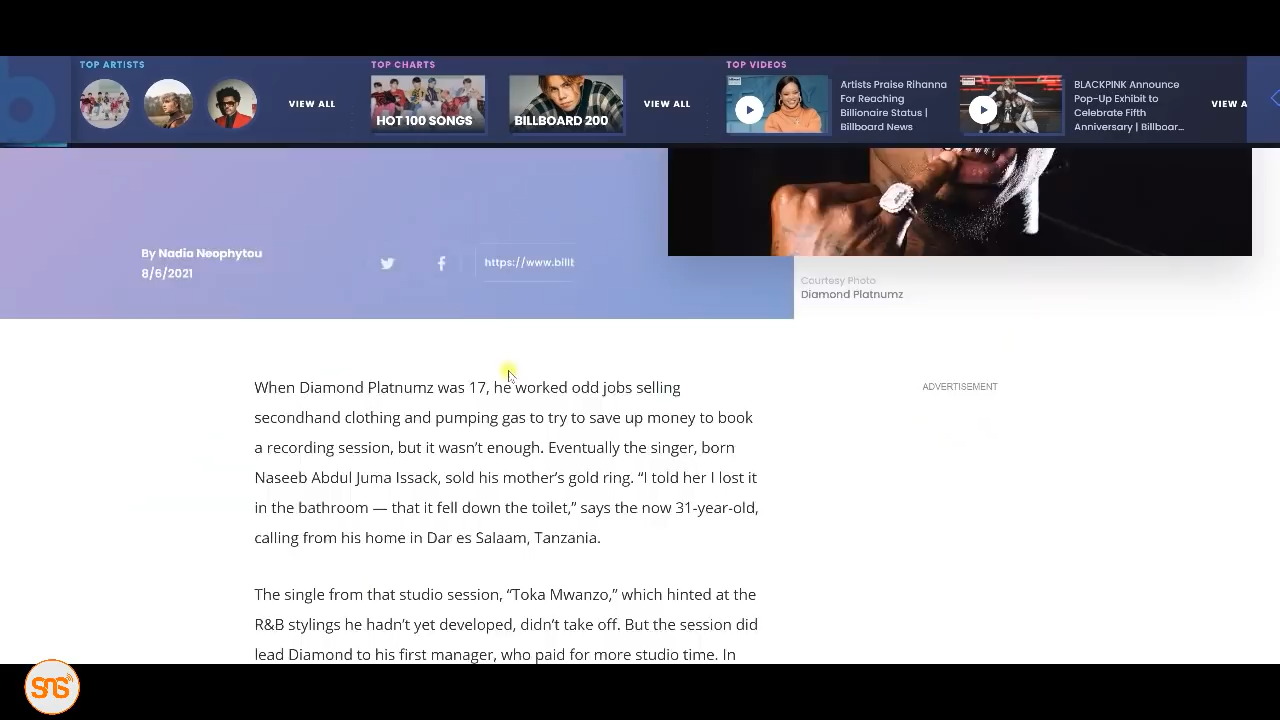 TOP ARTISTS
VIEW ALL
TOP CHARTS
HOT 100 SONGS
BILLBOARD 200
VIEW ALL
TOP VIDEOS
Artists Praise Rihanna
For Reaching
Billionaire Status |
Billboard News
BLACKPINK Announce
Pop-Up Exhibit to
Celebrate Fifth
Anniversary | Billboar...
VIEW A
By Nadia Neophytou
8/6/2021
https://www.bill
Courtesy Photo
Diamond Platnumz
When Diamond Platnumz was 17, he worked odd jobs selling
secondhand clothing and pumping gas to try to save up money to book
a recording session, but it wasn’t enough. Eventually the singer, born
Naseeb Abdul Juma Issack, sold his mother’s gold ring. “I told her I lost it
in the bathroom — that it fell down the toilet,” says the now 31-year-old,
calling from his home in Dar es Salaam, Tanzania.
The single from that studio session, “Toka Mwanzo,” which hinted at the
R&B stylings he hadn’t yet developed, didn’t take off. But the session did
lead Diamond to his first manager, who paid for more studio time. In
ADVERTISEMENT
SNS